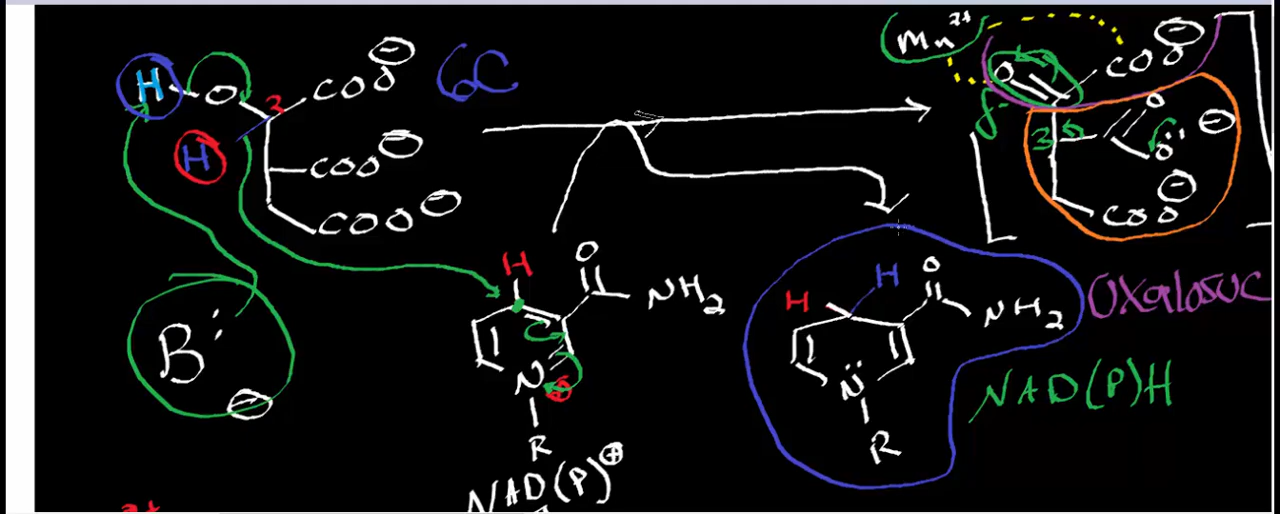 H O 3 COO⊖ 6C
H COO⊖
COO⊖
Mn²⁺ O COO⊖
δ⁻ 3 O O ⊖
COO⊖
H O NH₂
N ⊕
R
NAD(P)⊕
B: ⊖
H H O NH₂
N
R
Oxalosuc
NAD(P)H